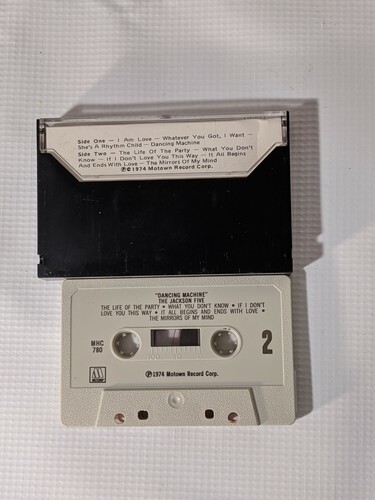 Side One — I Am Love — Whatever You Got, I Want —
She's A Rhythm Child — Dancing Machine
Side Two — The Life Of The Party — What You Don't
Know — If I Don't Love You This Way — It All Begins
And Ends With Love — The Mirrors Of My Mind
℗© 1974 Motown Record Corp.
"DANCING MACHINE"
THE JACKSON FIVE
THE LIFE OF THE PARTY • WHAT YOU DON'T KNOW • IF I DON'T
LOVE YOU THIS WAY • IT ALL BEGINS AND ENDS WITH LOVE •
THE MIRRORS OF MY MIND
MHC
780
2
℗1974 Motown Record Corp.